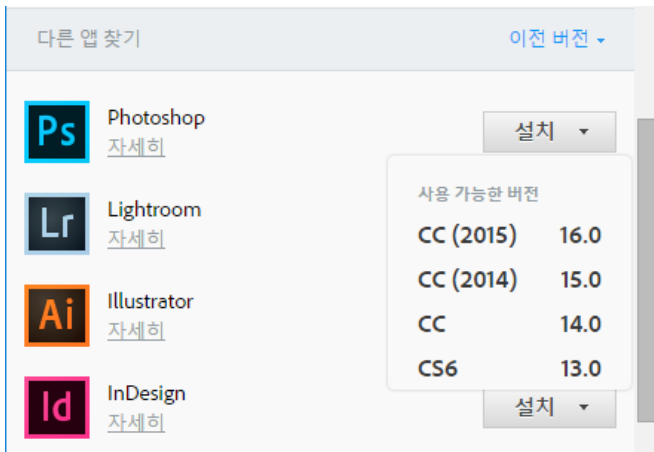 다른 앱 찾기 이전 버전
Ps Photoshop 설치
자세히
사용 가능한 버전
Lr Lightroom
자세히
CC (2015) 16.0
CC (2014) 15.0
Ai Illustrator
자세히
CC 14.0
CS6 13.0
Id InDesign 설치
자세히